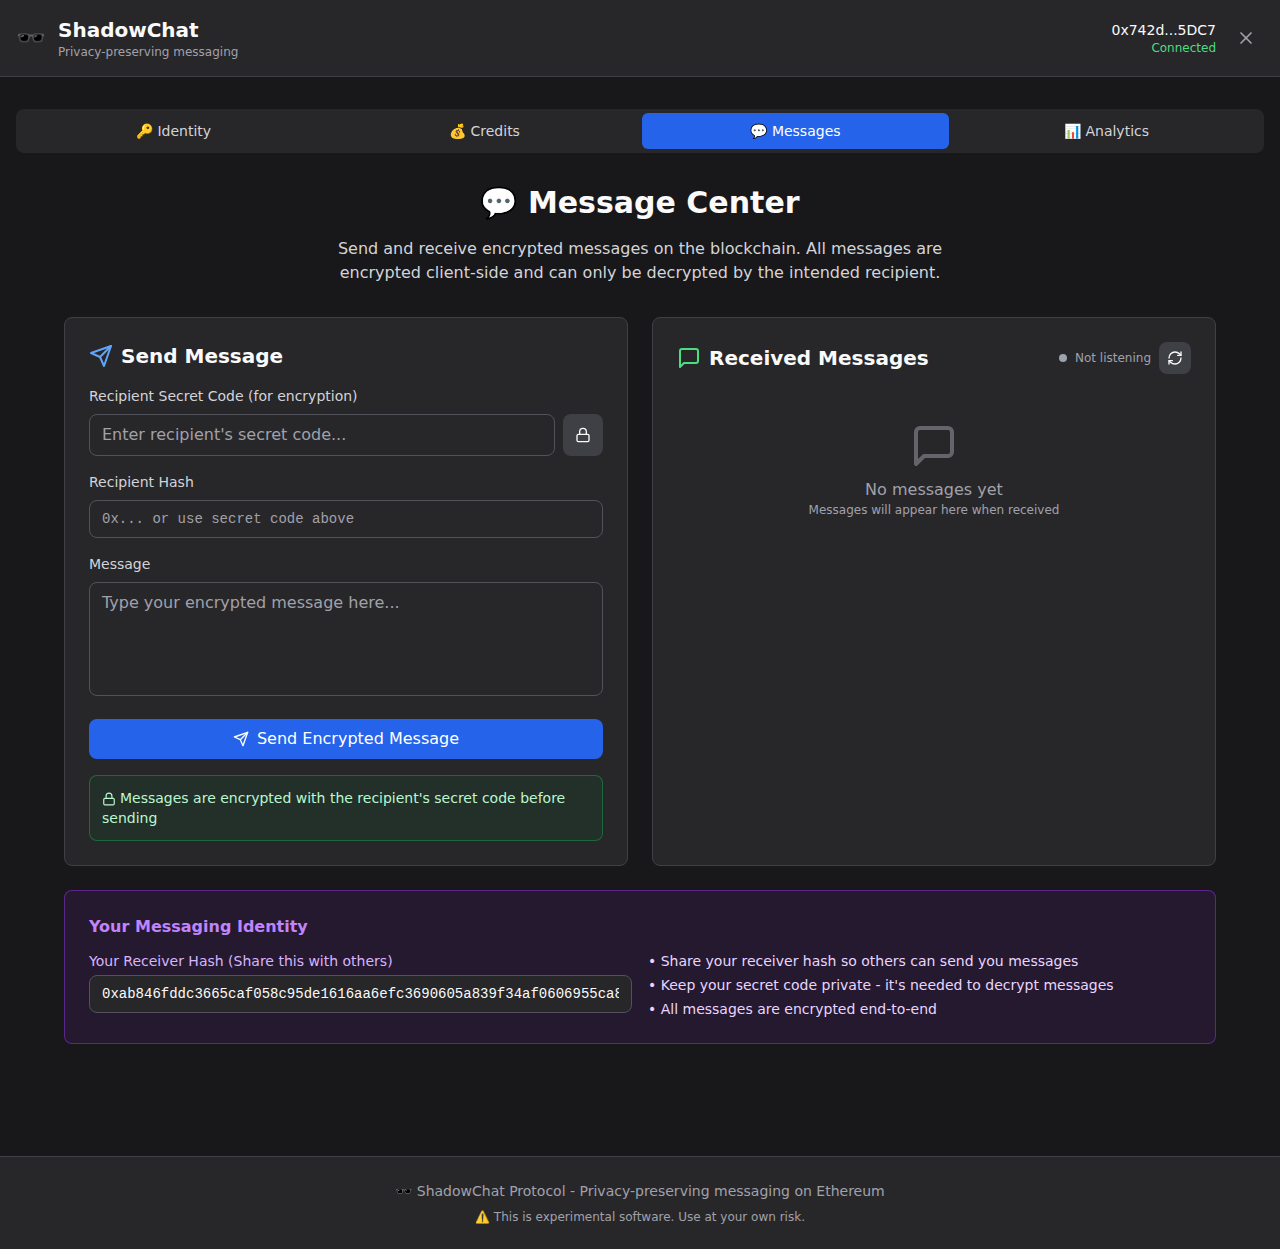 ShadowChat
Privacy-preserving messaging
0x742d...5DC7
Connected
🔑 Identity
💰 Credits
💬 Messages
📊 Analytics
💬 Message Center
Send and receive encrypted messages on the blockchain. All messages are
encrypted client-side and can only be decrypted by the intended recipient.
Send Message
Recipient Secret Code (for encryption)
Enter recipient's secret code...
Recipient Hash
0x... or use secret code above
Message
Type your encrypted message here...
Send Encrypted Message
Messages are encrypted with the recipient's secret code before
sending
Received Messages
Not listening
No messages yet
Messages will appear here when received
Your Messaging Identity
Your Receiver Hash (Share this with others)
0xab846fddc3665caf058c95de1616aa6efc3690605a839f34af0606955ca8
• Share your receiver hash so others can send you messages
• Keep your secret code private - it's needed to decrypt messages
• All messages are encrypted end-to-end
🕶️ ShadowChat Protocol - Privacy-preserving messaging on Ethereum
⚠️ This is experimental software. Use at your own risk.